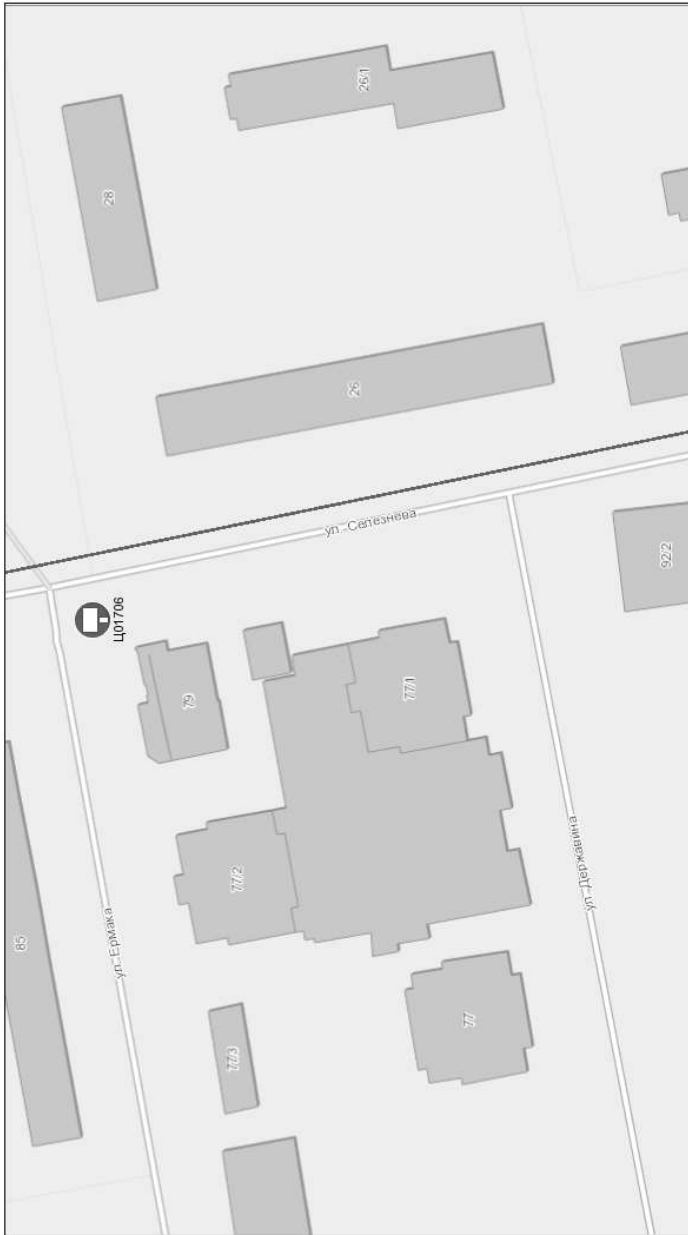 28
26/1
26
ул. Селезнева
92/2
Ц01706
79
77/1
77/2
85
ул. Ермака
ул. Державина
77/3
77